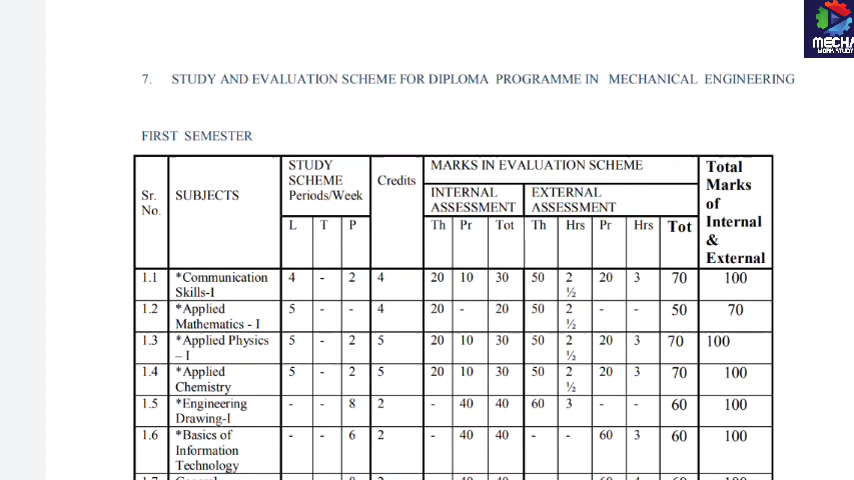 MECHA
WORK STUDY
7. STUDY AND EVALUATION SCHEME FOR DIPLOMA PROGRAMME IN MECHANICAL ENGINEERING
FIRST SEMESTER
Sr. No. SUBJECTS STUDY SCHEME Periods/Week Credits MARKS IN EVALUATION SCHEME Total Marks of Internal & External
INTERNAL ASSESSMENT EXTERNAL ASSESSMENT
L T P Th Pr Tot Th Hrs Pr Hrs Tot
1.1 *Communication Skills-I 4 - 2 4 20 10 30 50 2 ½ 20 3 70 100
1.2 *Applied Mathematics - I 5 - - 4 20 - 20 50 2 ½ - - 50 70
1.3 *Applied Physics – I 5 - 2 5 20 10 30 50 2 ½ 20 3 70 100
1.4 *Applied Chemistry 5 - 2 5 20 10 30 50 2 ½ 20 3 70 100
1.5 *Engineering Drawing-I - - 8 2 - 40 40 60 3 - - 60 100
1.6 *Basics of Information Technology - - 6 2 - 40 40 - - 60 3 60 100